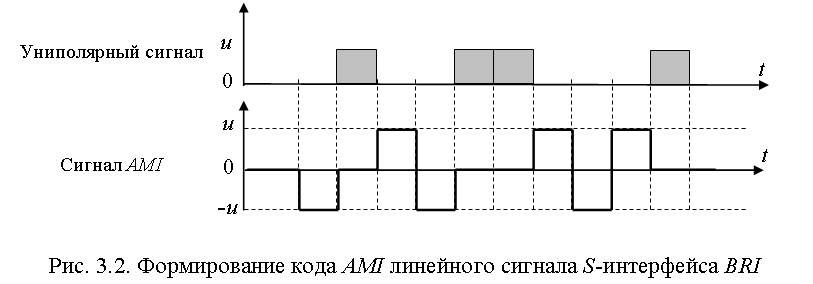 u
Униполярный сигнал
0
t
u
Сигнал AMI
0
t
-u
Рис. 3.2. Формирование кода AMI линейного сигнала S-интерфейса BRI